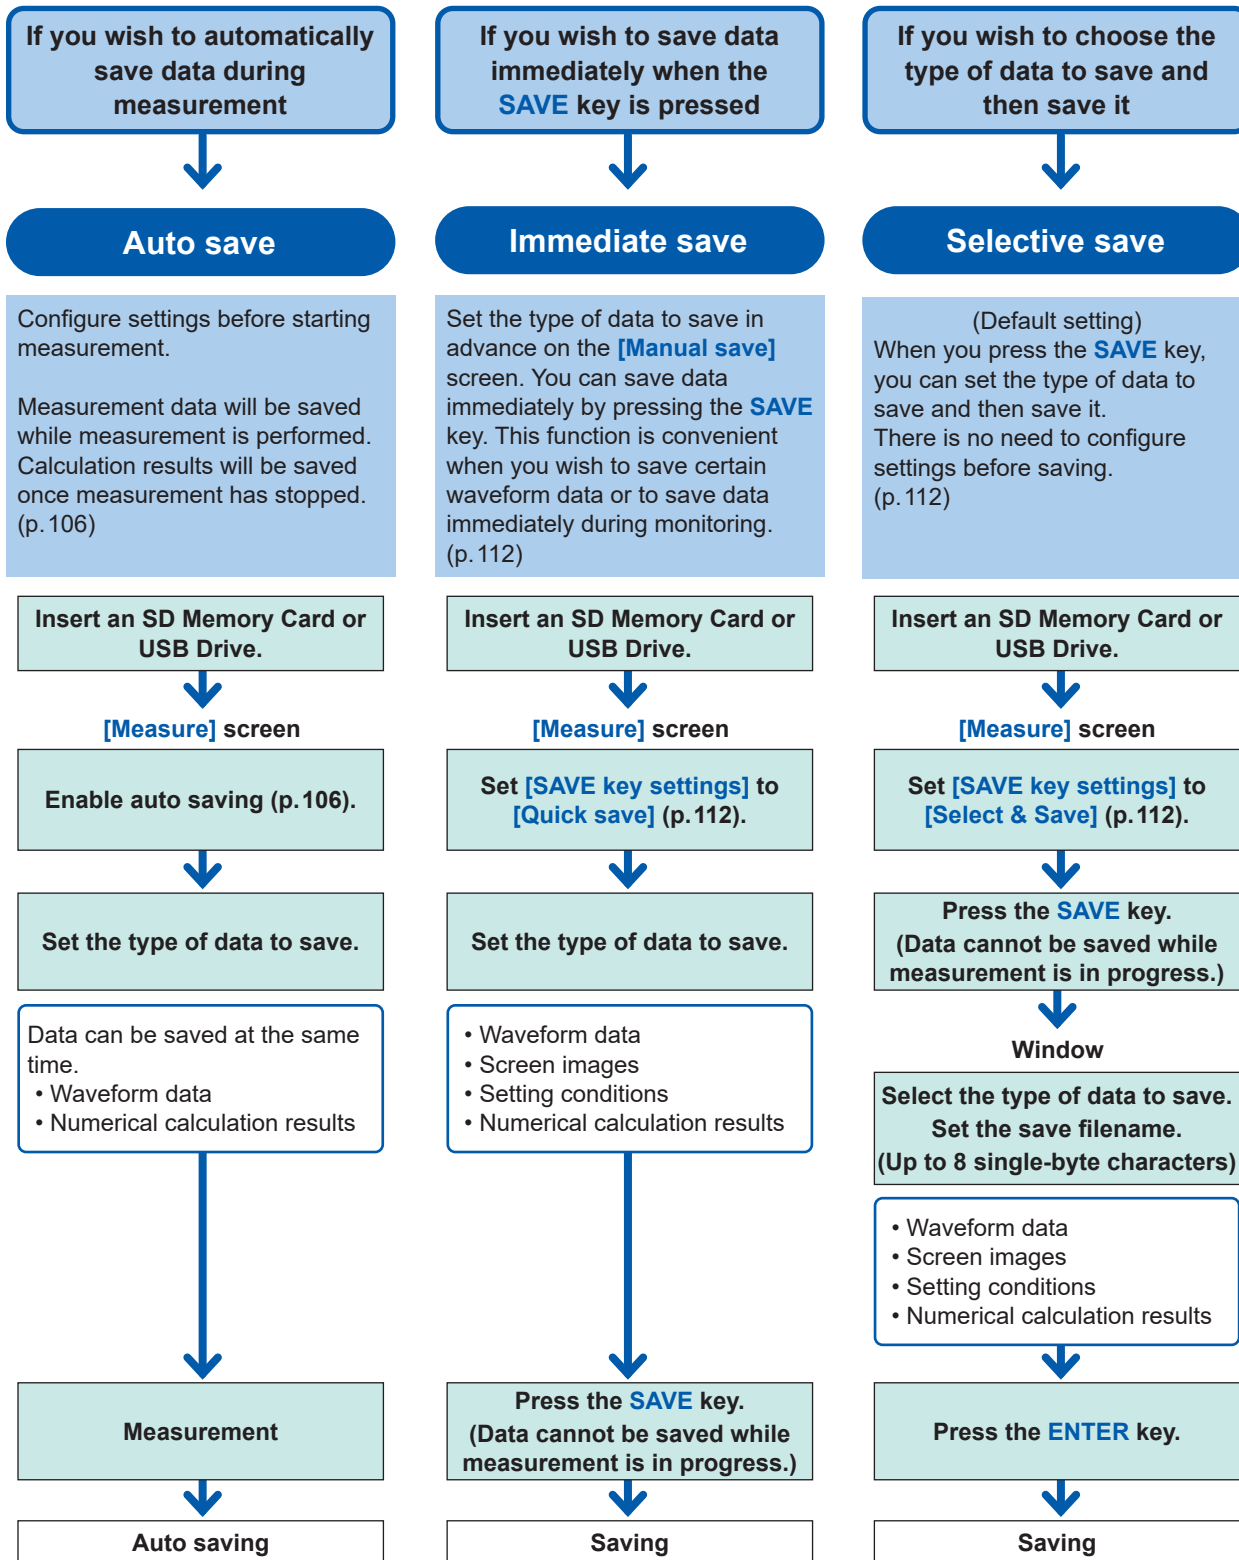 If you wish to automatically
save data during
measurement
Auto save
Configure settings before starting
measurement.
Measurement data will be saved
while measurement is performed.
Calculation results will be saved
once measurement has stopped.
(p. 106)
Insert an SD Memory Card or
USB Drive.
[Measure] screen
Enable auto saving (p. 106).
Set the type of data to save.
Data can be saved at the same
time.
• Waveform data
• Numerical calculation results
Measurement
Auto saving
If you wish to save data
immediately when the
SAVE key is pressed
Immediate save
Set the type of data to save in
advance on the [Manual save]
screen. You can save data
immediately by pressing the SAVE
key. This function is convenient
when you wish to save certain
waveform data or to save data
immediately during monitoring.
(p. 112)
Insert an SD Memory Card or
USB Drive.
[Measure] screen
Set [SAVE key settings] to
[Quick save] (p. 112).
Set the type of data to save.
• Waveform data
• Screen images
• Setting conditions
• Numerical calculation results
Press the SAVE key.
(Data cannot be saved while
measurement is in progress.)
Saving
If you wish to choose the
type of data to save and
then save it
Selective save
(Default setting)
When you press the SAVE key,
you can set the type of data to
save and then save it.
There is no need to configure
settings before saving.
(p. 112)
Insert an SD Memory Card or
USB Drive.
[Measure] screen
Set [SAVE key settings] to
[Select & Save] (p. 112).
Press the SAVE key.
(Data cannot be saved while
measurement is in progress.)
Window
Select the type of data to save.
Set the save filename.
(Up to 8 single-byte characters)
• Waveform data
• Screen images
• Setting conditions
• Numerical calculation results
Press the ENTER key.
Saving